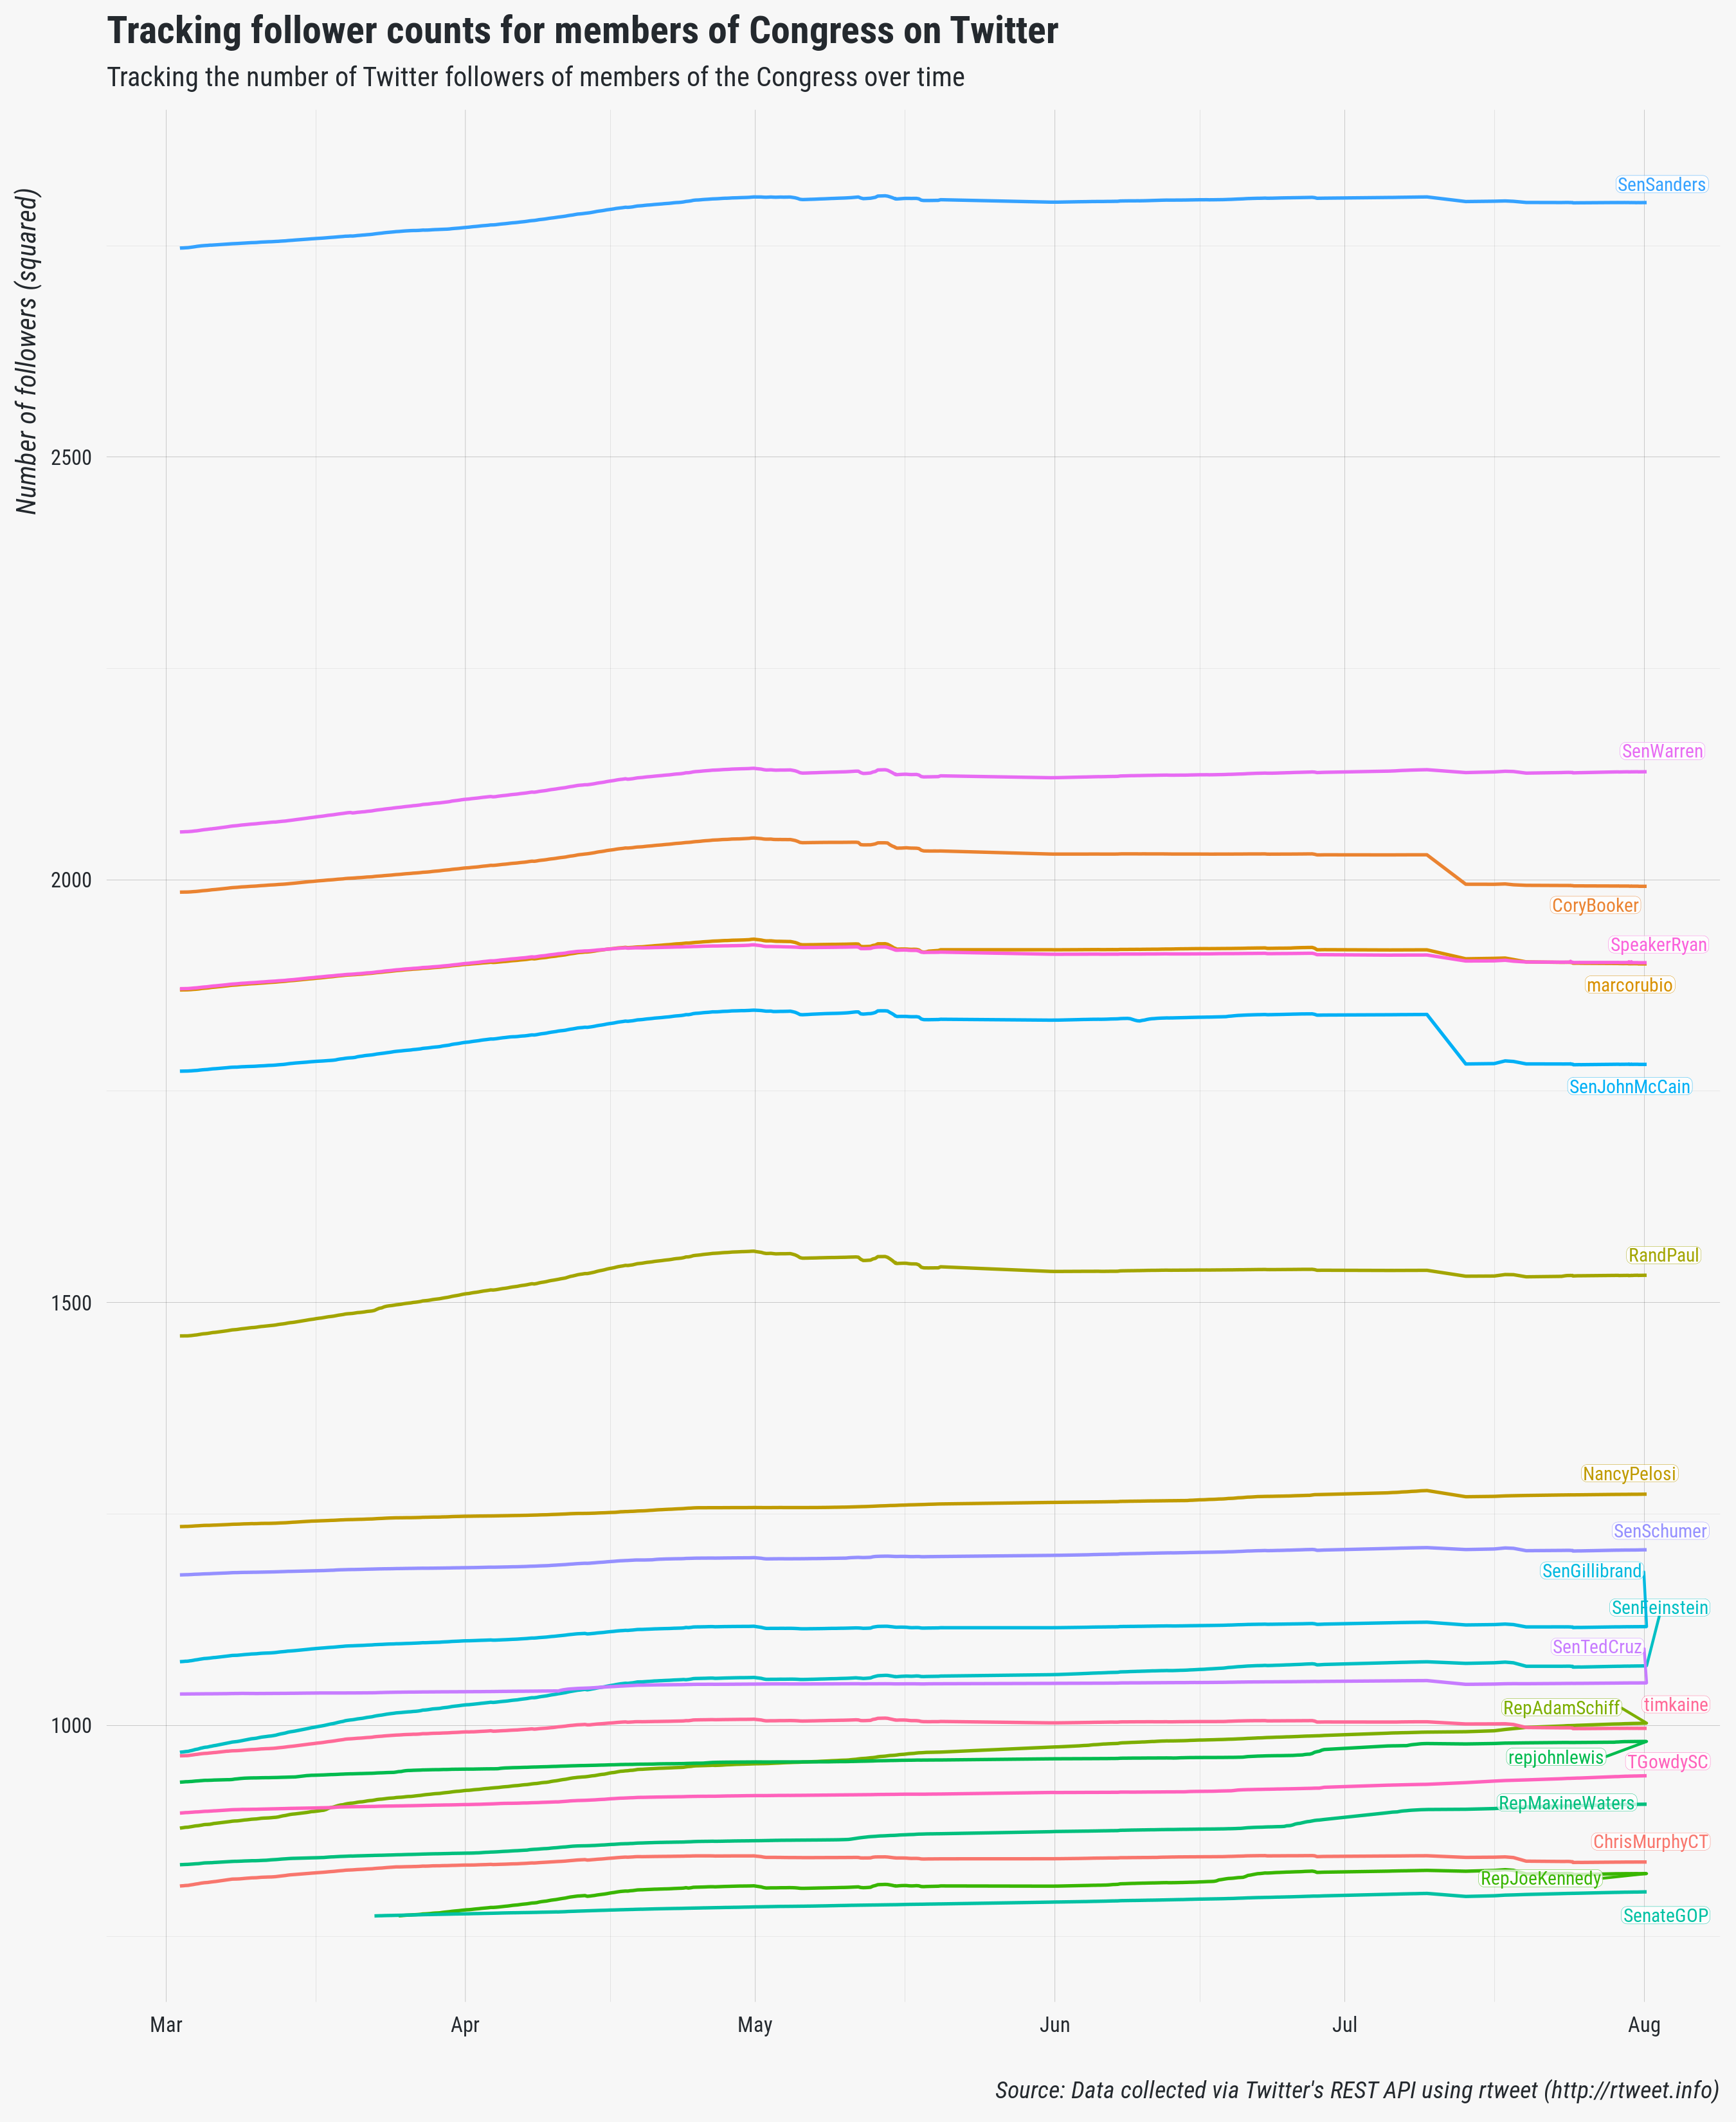 Tracking follower counts for members of Congress on Twitter
Tracking the number of Twitter followers of members of the Congress over time
Number of followers (squared)
SenSanders
2500
SenWarren
2000
CoryBooker
SpeakerRyan
marcorubio
SenJohnMcCain
RandPaul
1500
NancyPelosi
SenSchumer
SenGillibrand
SenFeinstein
SenTedCruz
timkaine
RepAdamSchiff
1000
repjohnlewis
TGowdySC
RepMaxineWaters
ChrisMurphyCT
RepJoeKennedy
SenateGOP
Mar Apr May Jun Jul Aug
Source: Data collected via Twitter's REST API using rtweet (http://rtweet.info)